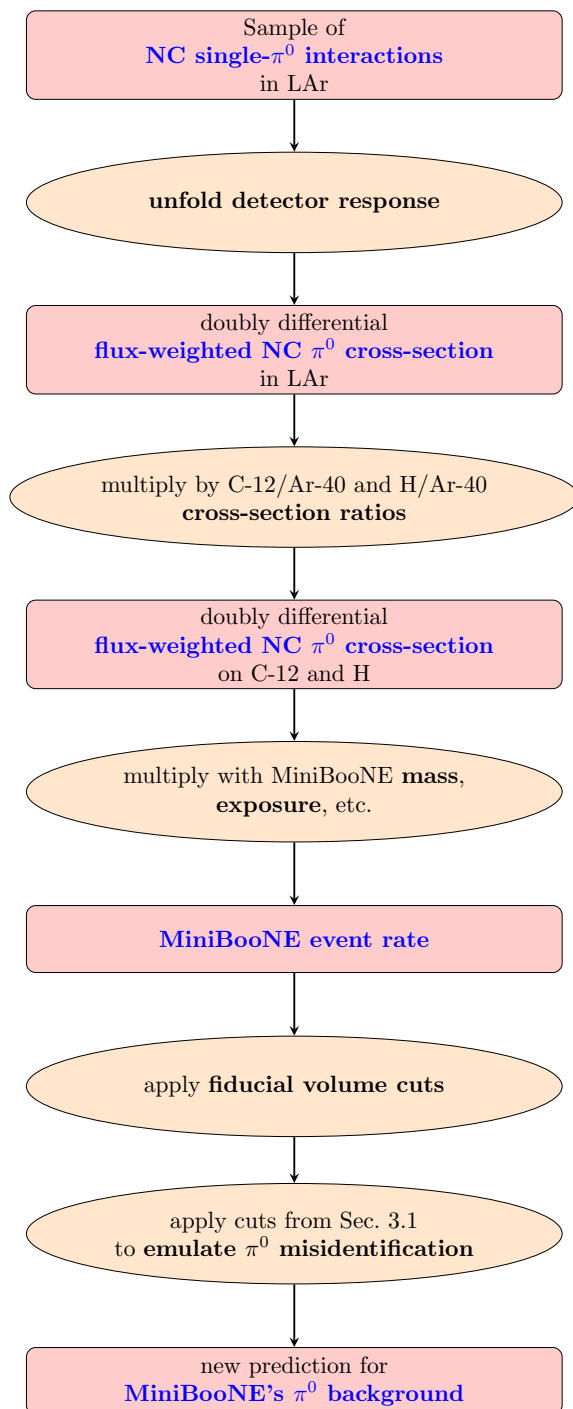 Sample of
NC single-π⁰ interactions
in LAr
unfold detector response
doubly differential
flux-weighted NC π⁰ cross-section
in LAr
multiply by C-12/Ar-40 and H/Ar-40
cross-section ratios
doubly differential
flux-weighted NC π⁰ cross-section
on C-12 and H
multiply with MiniBooNE mass,
exposure, etc.
MiniBooNE event rate
apply fiducial volume cuts
apply cuts from Sec. 3.1
to emulate π⁰ misidentification
new prediction for
MiniBooNE's π⁰ background